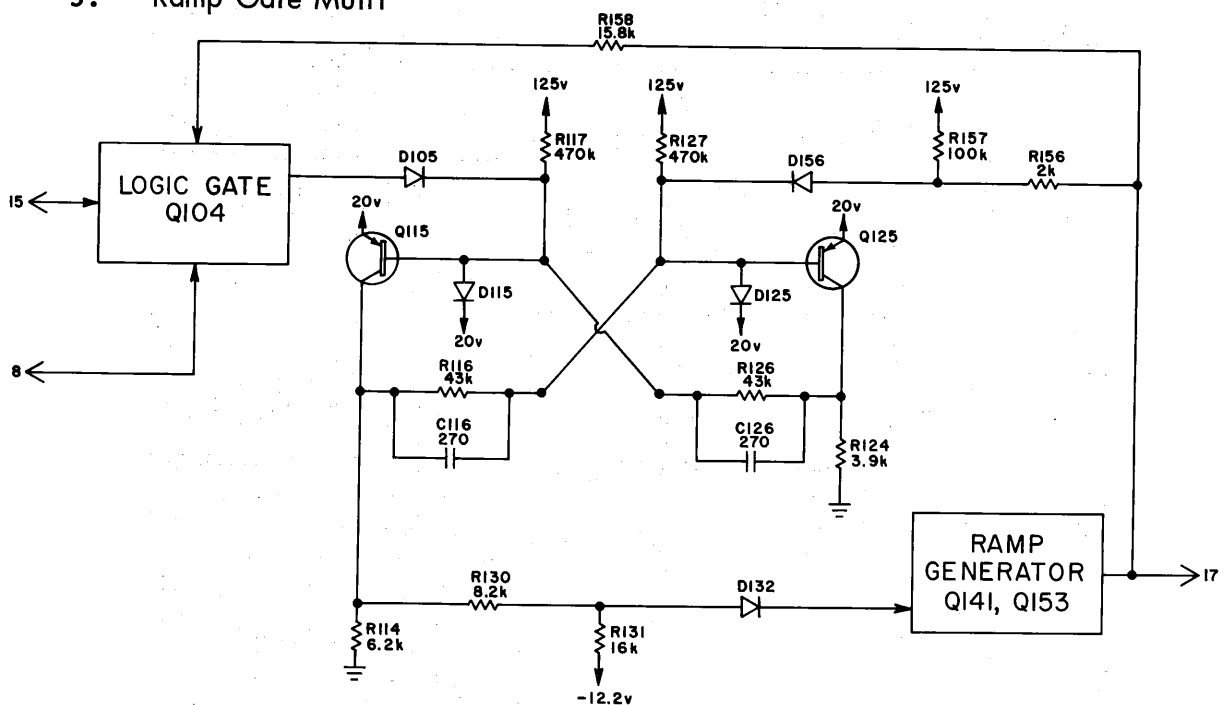 3. Ramp Gate Multi
R158
15.8k
125v
125v
125v
R117
470k
R127
470k
R157
100k
D105
D156
R156
2k
LOGIC GATE
Q104
15
20v
Q115
20v
Q125
D115
20v
D125
20v
8
R116
43k
R126
43k
C116
270
C126
270
R124
3.9k
RAMP
GENERATOR
Q141, Q153
17
R130
8.2k
D132
R114
6.2k
R131
16k
-12.2v